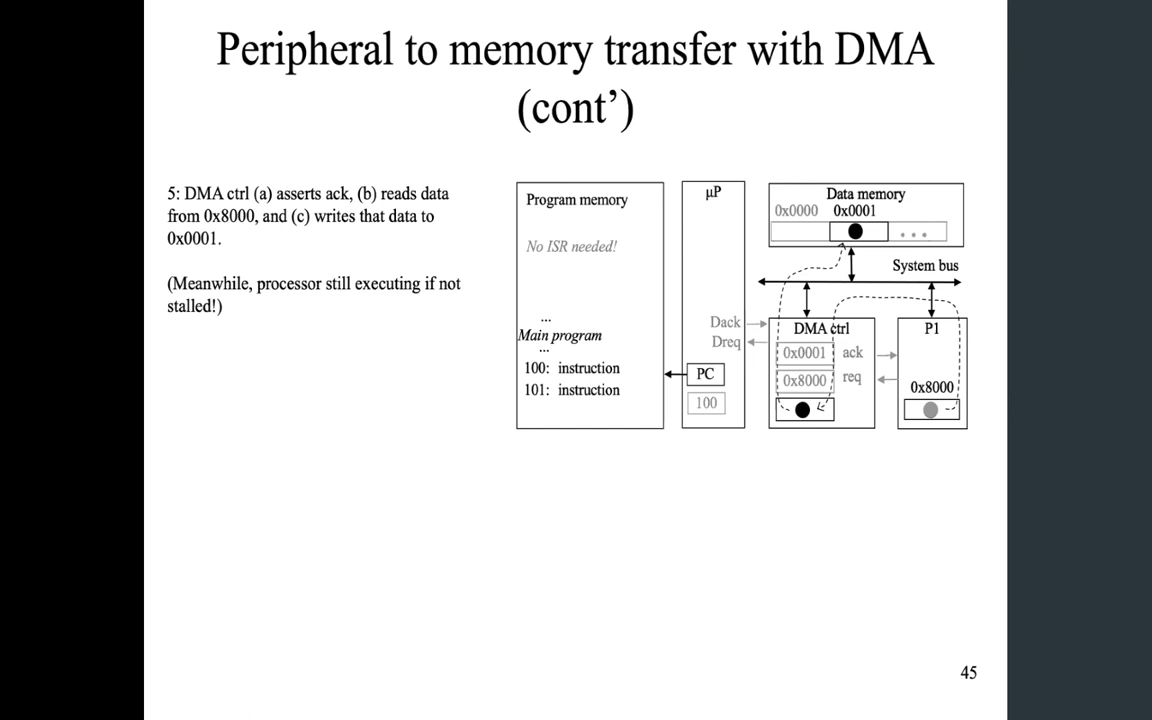 Peripheral to memory transfer with DMA
(cont’)
5: DMA ctrl (a) asserts ack, (b) reads data
from 0x8000, and (c) writes that data to
0x0001.
(Meanwhile, processor still executing if not
stalled!)
Program memory
No ISR needed!
...
Main program
...
100: instruction
101: instruction
μP
Dack
Dreq
PC
100
Data memory
0x0000 0x0001
...
System bus
DMA ctrl
0x0001 ack
0x8000 req
P1
0x8000
45